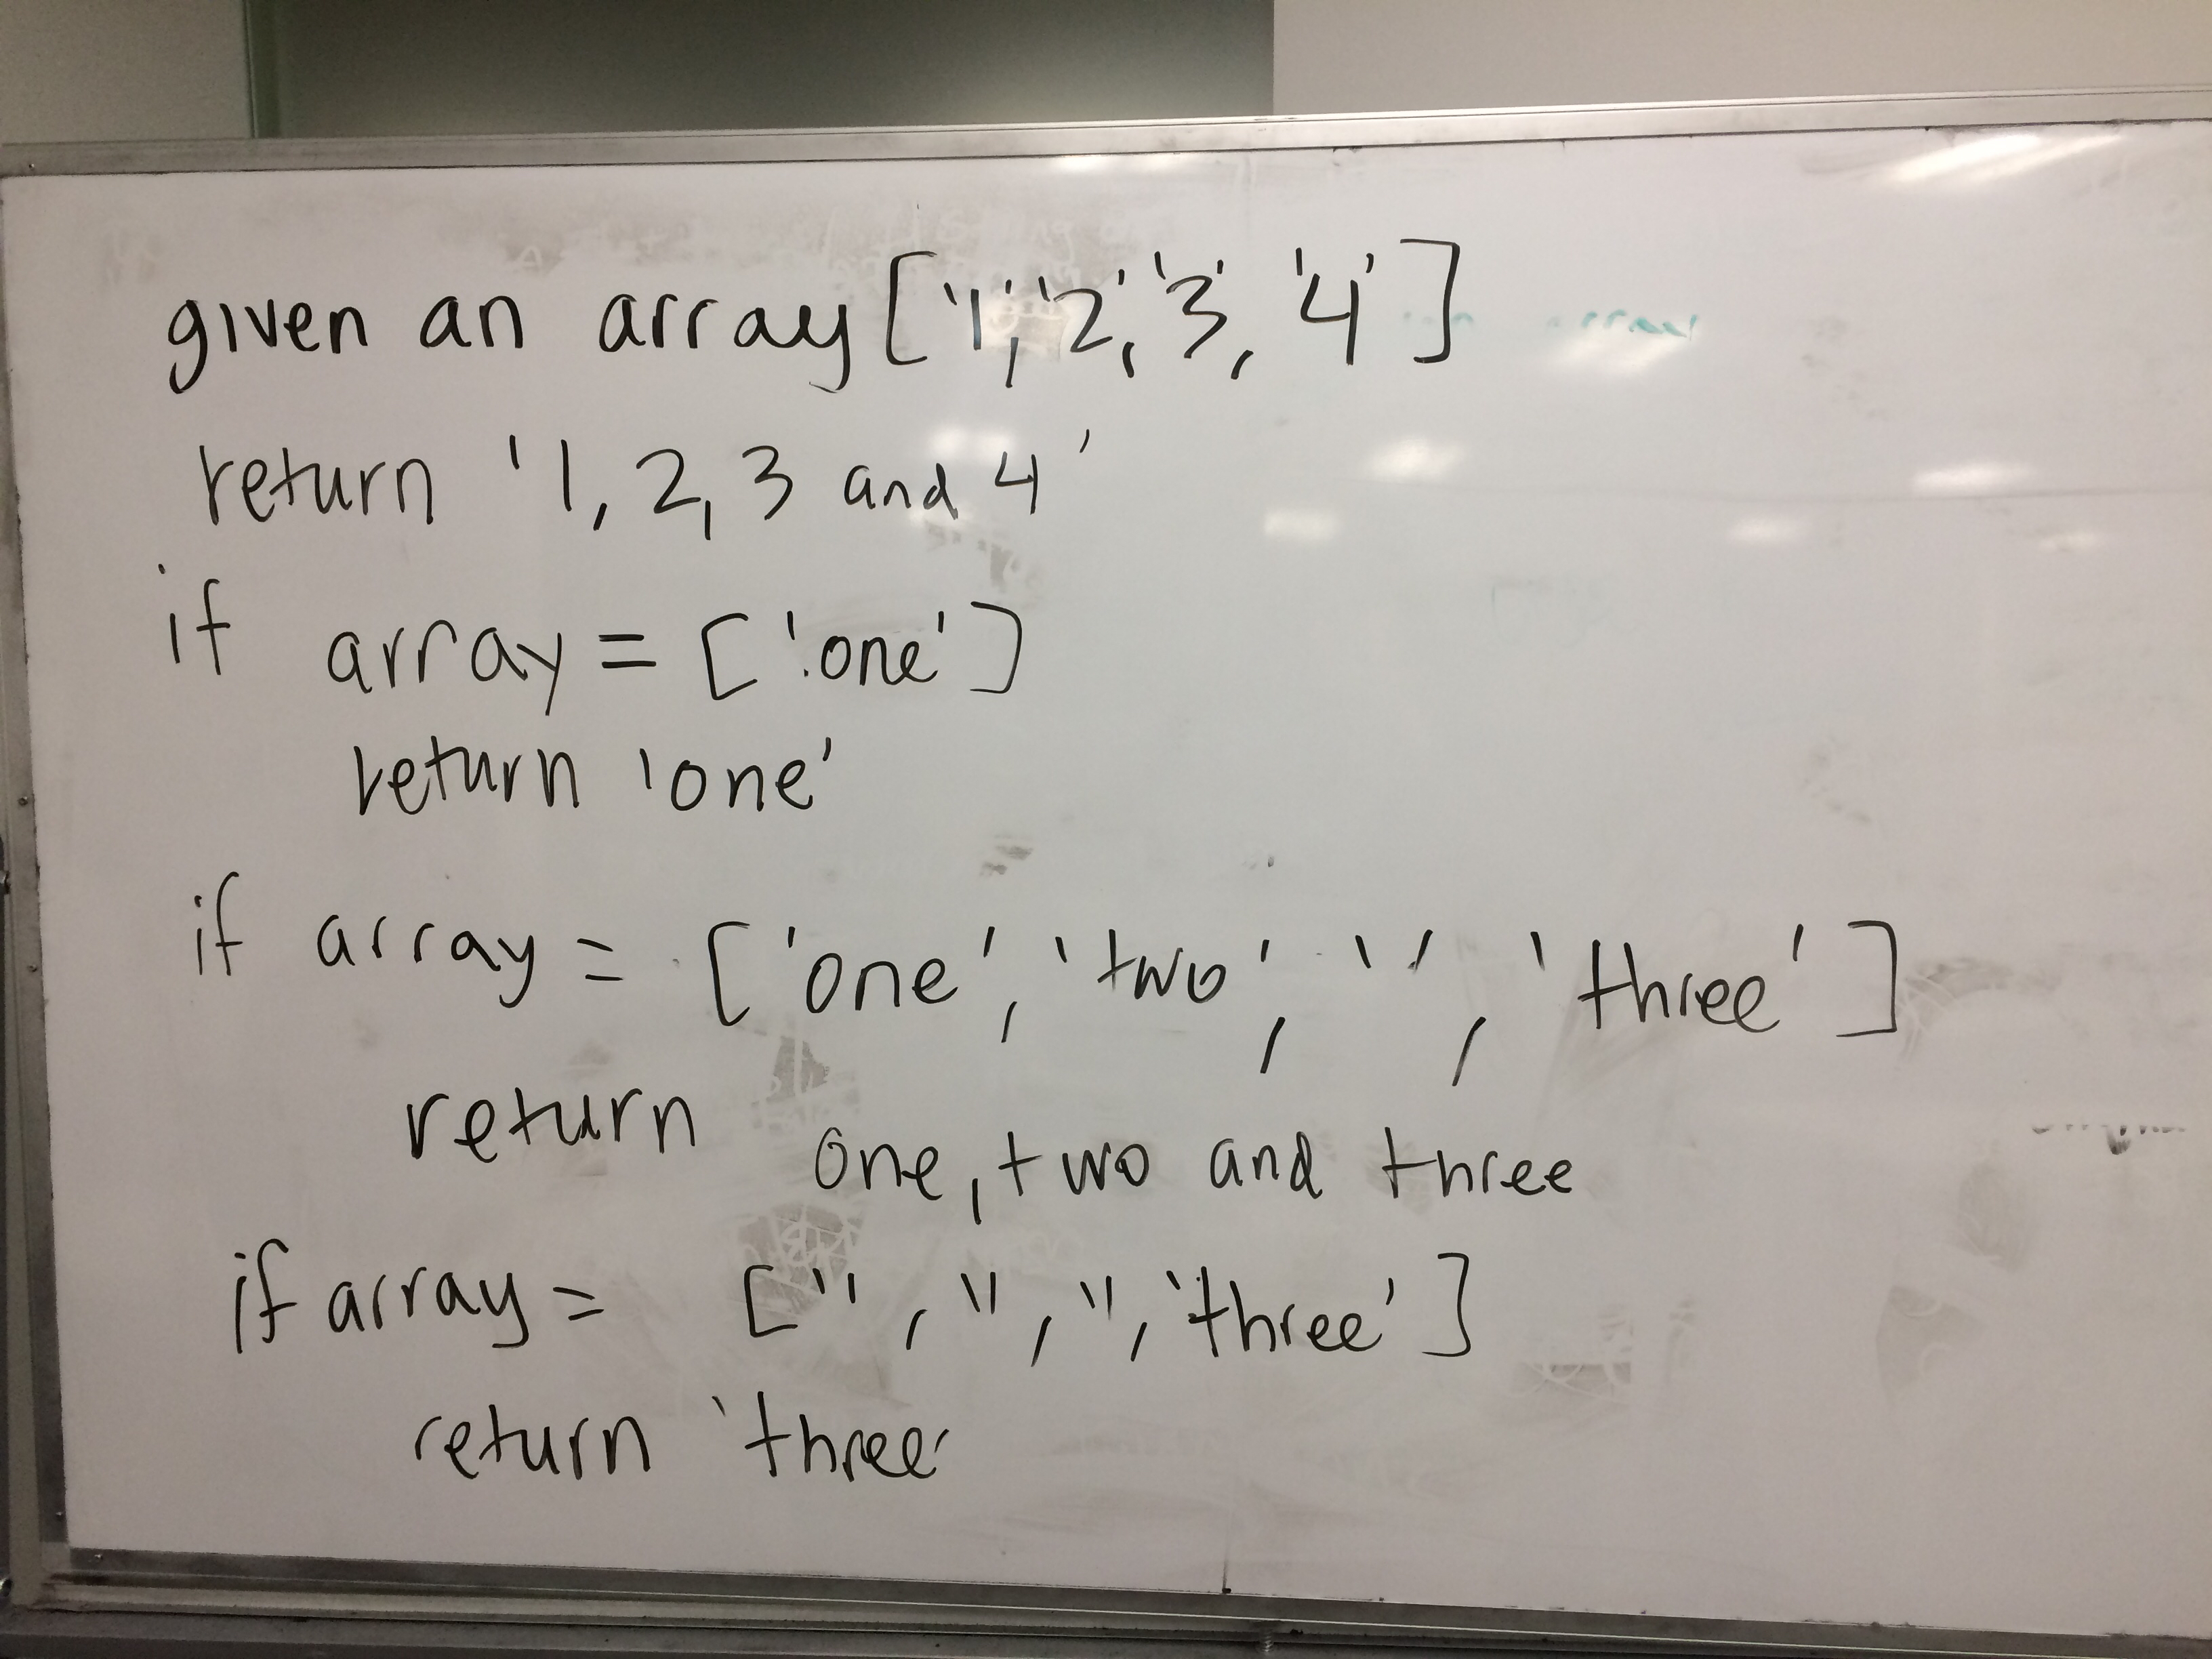 given an array ['1', '2', '3', '4']
return '1, 2, 3 and 4'
if array = ['one']
return 'one'
if array = ['one', 'two', '', 'three']
return one, two and three
if array = ['', '', '', 'three']
return 'three'